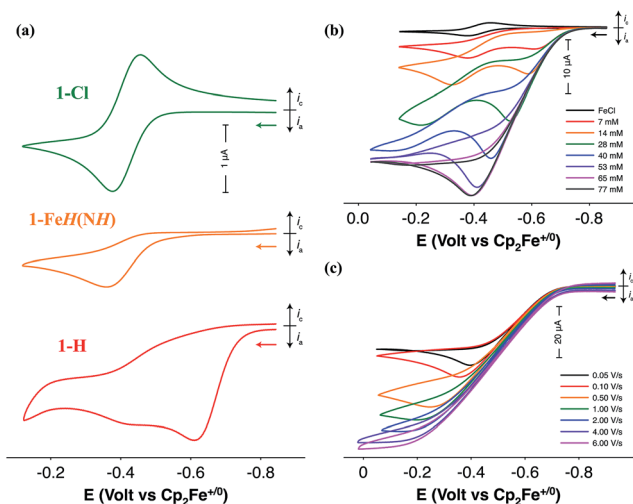 (a)
1-Cl
i_c
i_a
1 µA
1-FeH(NH)
i_c
i_a
1-H
i_c
i_a
-0.2 -0.4 -0.6 -0.8
E (Volt vs Cp₂Fe⁺ᐟ⁰)
(b)
i_c
i_a
10 µA
FeCl
7 mM
14 mM
28 mM
40 mM
53 mM
65 mM
77 mM
0.0 -0.2 -0.4 -0.6 -0.8
E (Volt vs Cp₂Fe⁺ᐟ⁰)
(c)
i_c
i_a
20 µA
0.05 V/s
0.10 V/s
0.50 V/s
1.00 V/s
2.00 V/s
4.00 V/s
6.00 V/s
0 -0.2 -0.4 -0.6 -0.8
E (Volt vs Cp₂Fe⁺ᐟ⁰)